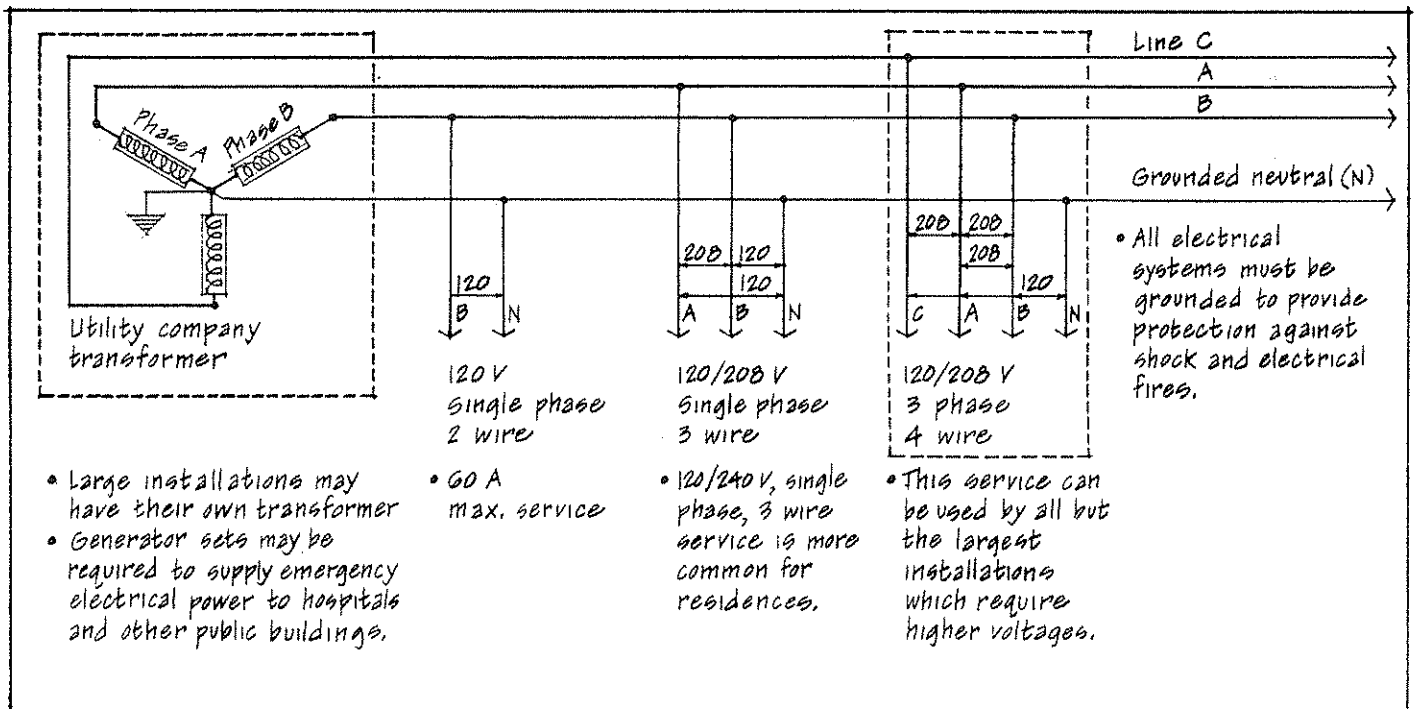 Line C
A
B
Phase A
Phase B
Grounded neutral (N)
Utility company
transformer
120
B
N
120 V
Single phase
2 wire
208
120
120
A
B
N
120/208 V
Single phase
3 wire
208
208
208
120
C
A
B
N
120/208 V
3 phase
4 wire
• All electrical
systems must be
grounded to provide
protection against
shock and electrical
fires.
• Large installations may
have their own transformer
• Generator sets may be
required to supply emergency
electrical power to hospitals
and other public buildings.
• 60 A
max. service
• 120/240 V, single
phase, 3 wire
service is more
common for
residences.
• This service can
be used by all but
the largest
installations
which require
higher voltages.